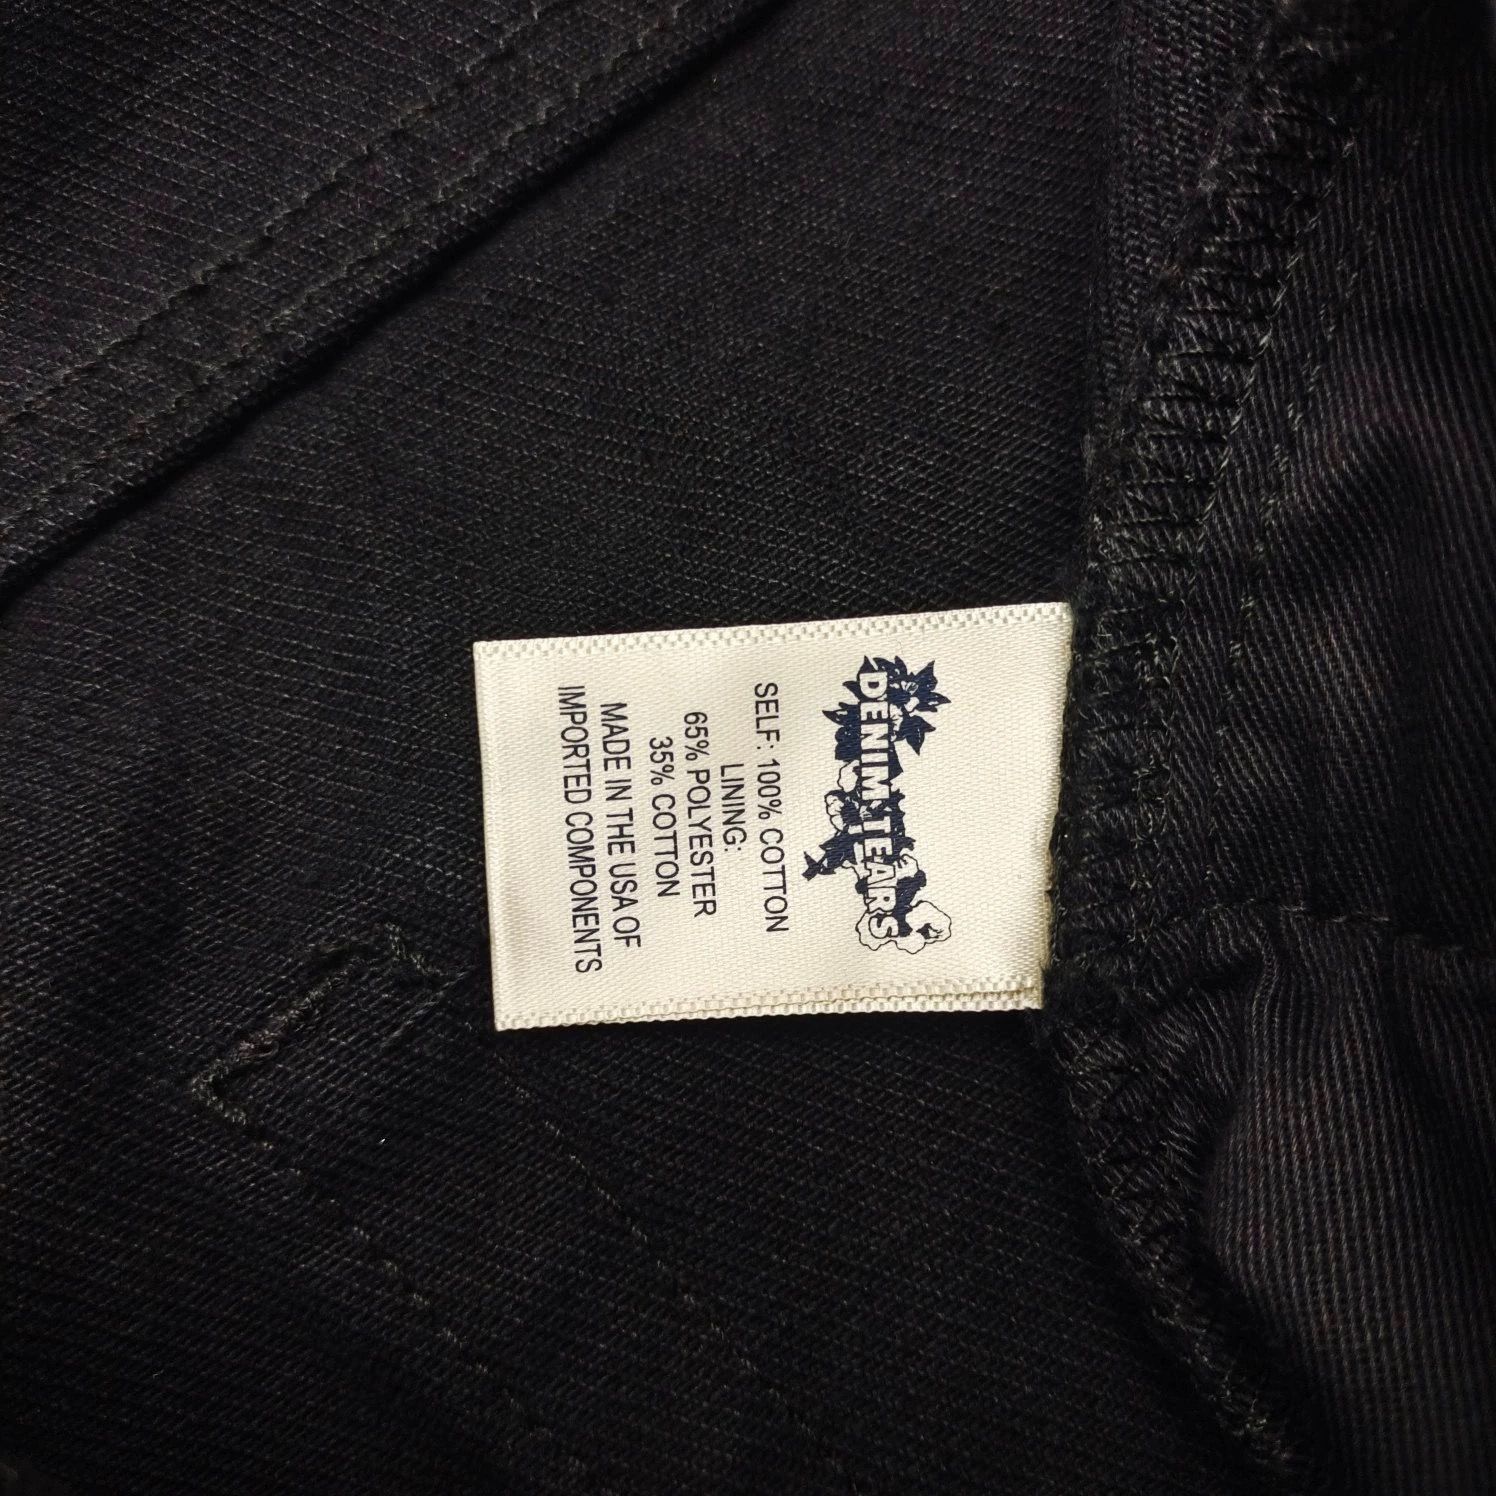 DENIM TEARS
SELF: 100% COTTON
LINING:
65% POLYESTER
35% COTTON
MADE IN THE USA OF
IMPORTED COMPONENTS